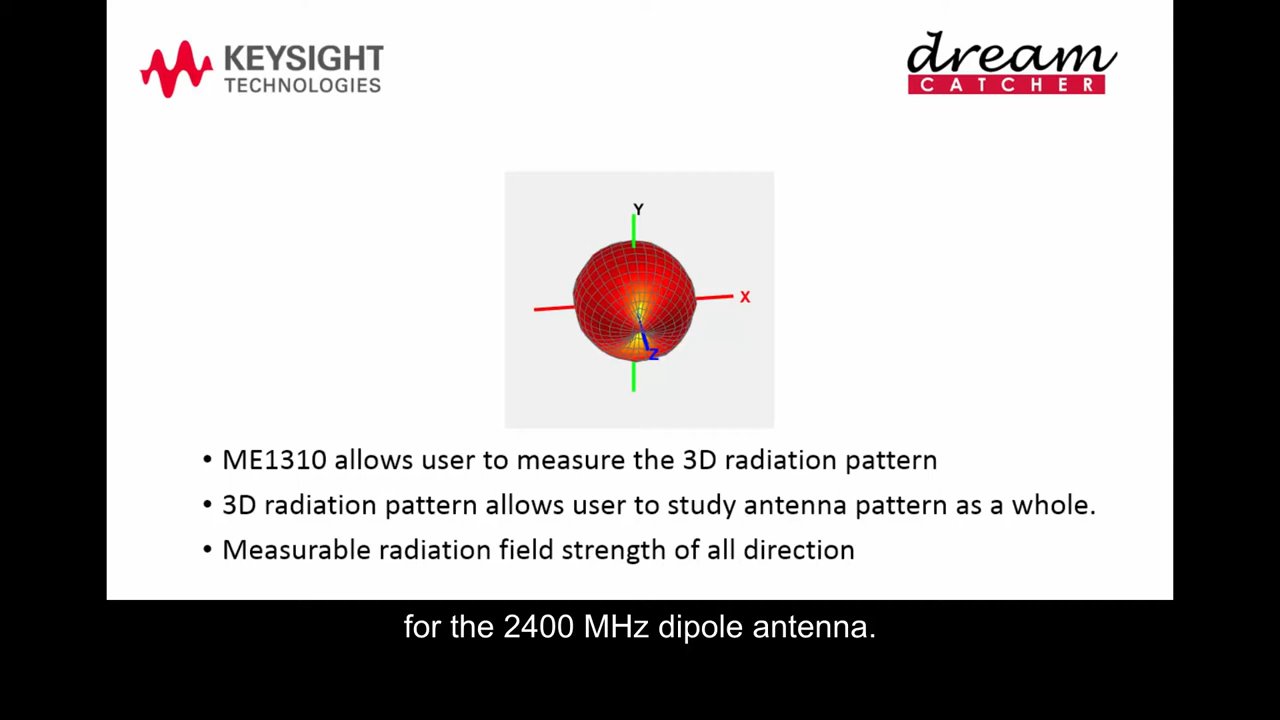 KEYSIGHT
TECHNOLOGIES
dream
CATCHER
Y
X
Z
• ME1310 allows user to measure the 3D radiation pattern
• 3D radiation pattern allows user to study antenna pattern as a whole.
• Measurable radiation field strength of all direction
for the 2400 MHz dipole antenna.